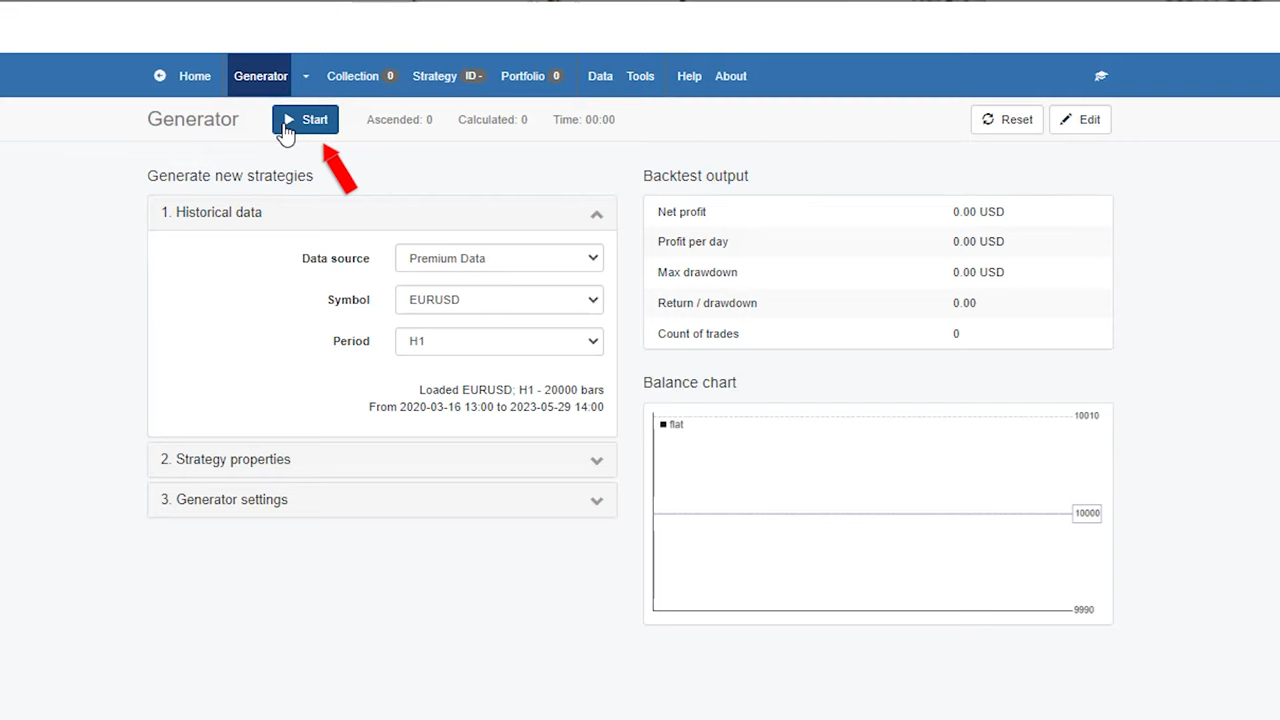 Home Generator Collection 0 Strategy ID - Portfolio 0 Data Tools Help About
Generator Start Ascended: 0 Calculated: 0 Time: 00:00 Reset Edit
Generate new strategies
1. Historical data
Data source Premium Data
Symbol EURUSD
Period H1
Loaded EURUSD; H1 - 20000 bars
From 2020-03-16 13:00 to 2023-05-29 14:00
2. Strategy properties
3. Generator settings
Backtest output
Net profit 0.00 USD
Profit per day 0.00 USD
Max drawdown 0.00 USD
Return / drawdown 0.00
Count of trades 0
Balance chart
flat
10010
10000
9990